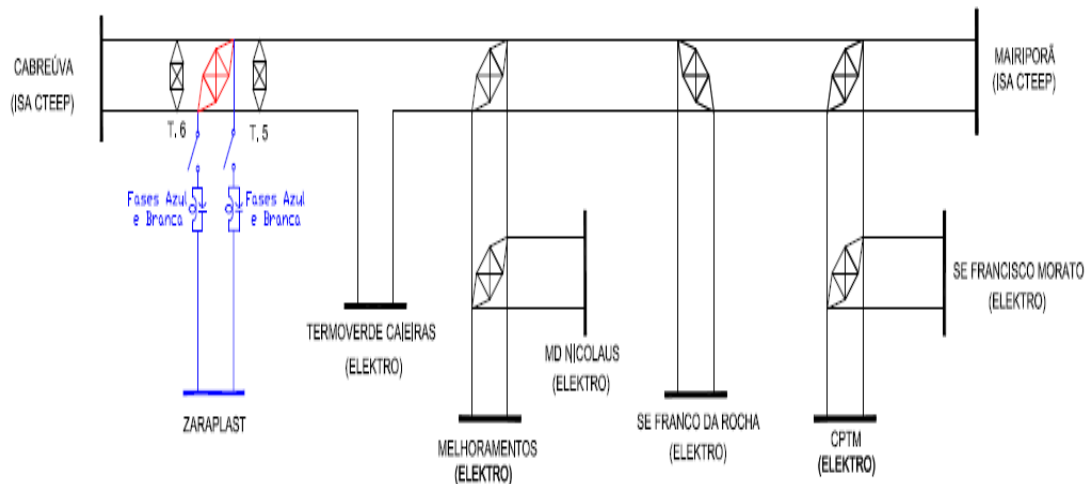 CABREÚVA
(ISA CTEEP)
MAIRIPORÃ
(ISA CTEEP)
T. 6
T. 5
Fases Azul
e Branca
Fases Azul
e Branca
SE FRANCISCO MORATO
(ELEKTRO)
TERMOVERDE CAIEIRAS
(ELEKTRO)
MD NICOLAUS
(ELEKTRO)
ZARAPLAST
MELHORAMENTOS
(ELEKTRO)
SE FRANCO DA ROCHA
(ELEKTRO)
CPTM
(ELEKTRO)